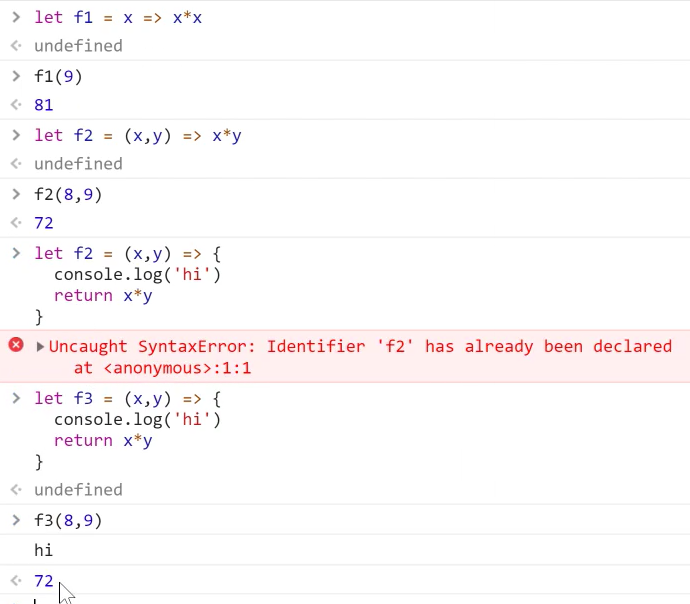 let f1 = x => x*x
undefined
f1(9)
81
let f2 = (x,y) => x*y
undefined
f2(8,9)
72
let f2 = (x,y) => {
  console.log('hi')
  return x*y
}
Uncaught SyntaxError: Identifier 'f2' has already been declared
    at <anonymous>:1:1
let f3 = (x,y) => {
  console.log('hi')
  return x*y
}
undefined
f3(8,9)
hi
72